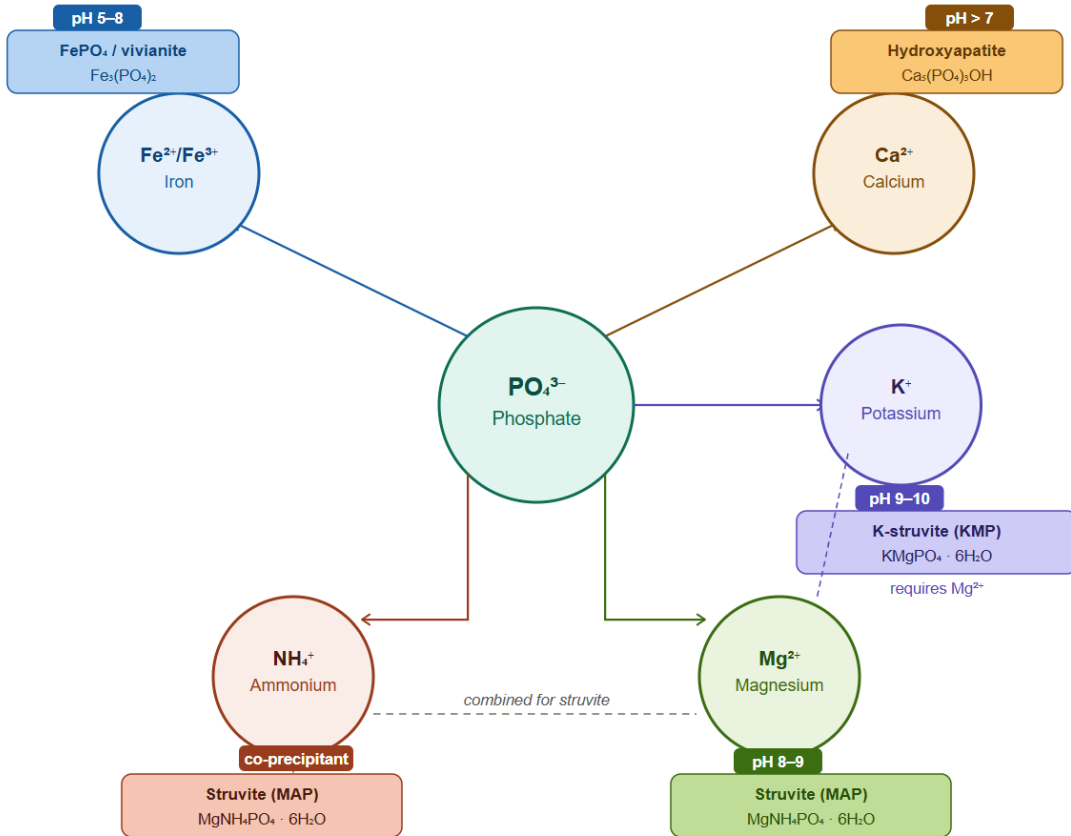 pH 5–8
FePO₄ / vivianite
Fe₃(PO₄)₂
Fe²⁺/Fe³⁺
Iron
pH > 7
Hydroxyapatite
Ca₅(PO₄)₃OH
Ca²⁺
Calcium
PO₄³⁻
Phosphate
K⁺
Potassium
pH 9–10
K-struvite (KMP)
KMgPO₄ · 6H₂O
requires Mg²⁺
NH₄⁺
Ammonium
combined for struvite
Mg²⁺
Magnesium
co-precipitant
Struvite (MAP)
MgNH₄PO₄ · 6H₂O
pH 8–9
Struvite (MAP)
MgNH₄PO₄ · 6H₂O